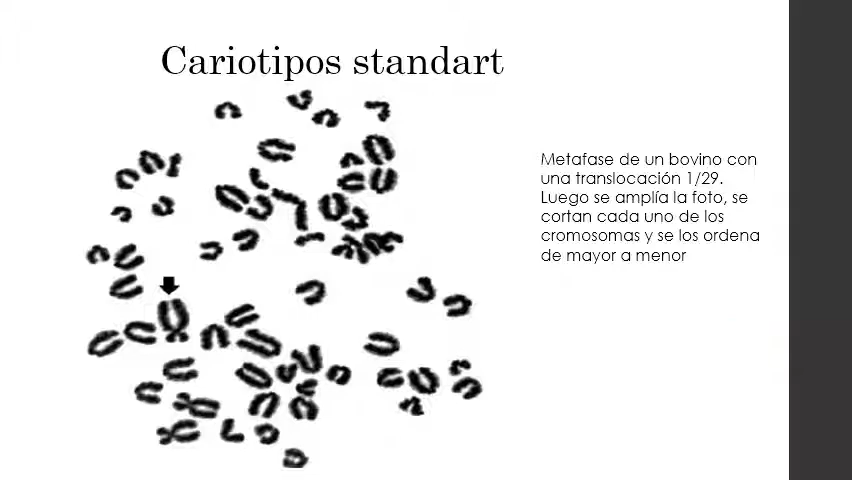 Cariotipos standart
Metafase de un bovino con
una translocación 1/29.
Luego se amplía la foto, se
cortan cada uno de los
cromosomas y se los ordena
de mayor a menor